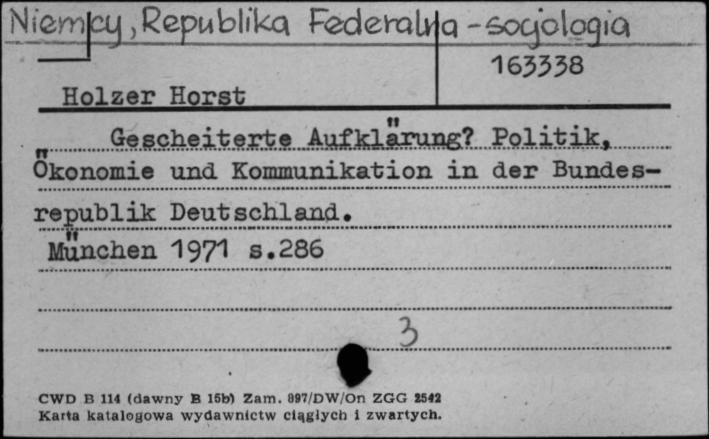 Niemcy, Republika Federalna - socjologia
163338
Holzer Horst
Gescheiterte Aufklärung? Politik,
Ökonomie und Kommunikation in der Bundes-
republik Deutschland.
München 1971 s.286
3
CWD B 114 (dawny B 15b) Zam. 897/DW/On ZGG 2542
Karta katalogowa wydawnictw ciągłych i zwartych.